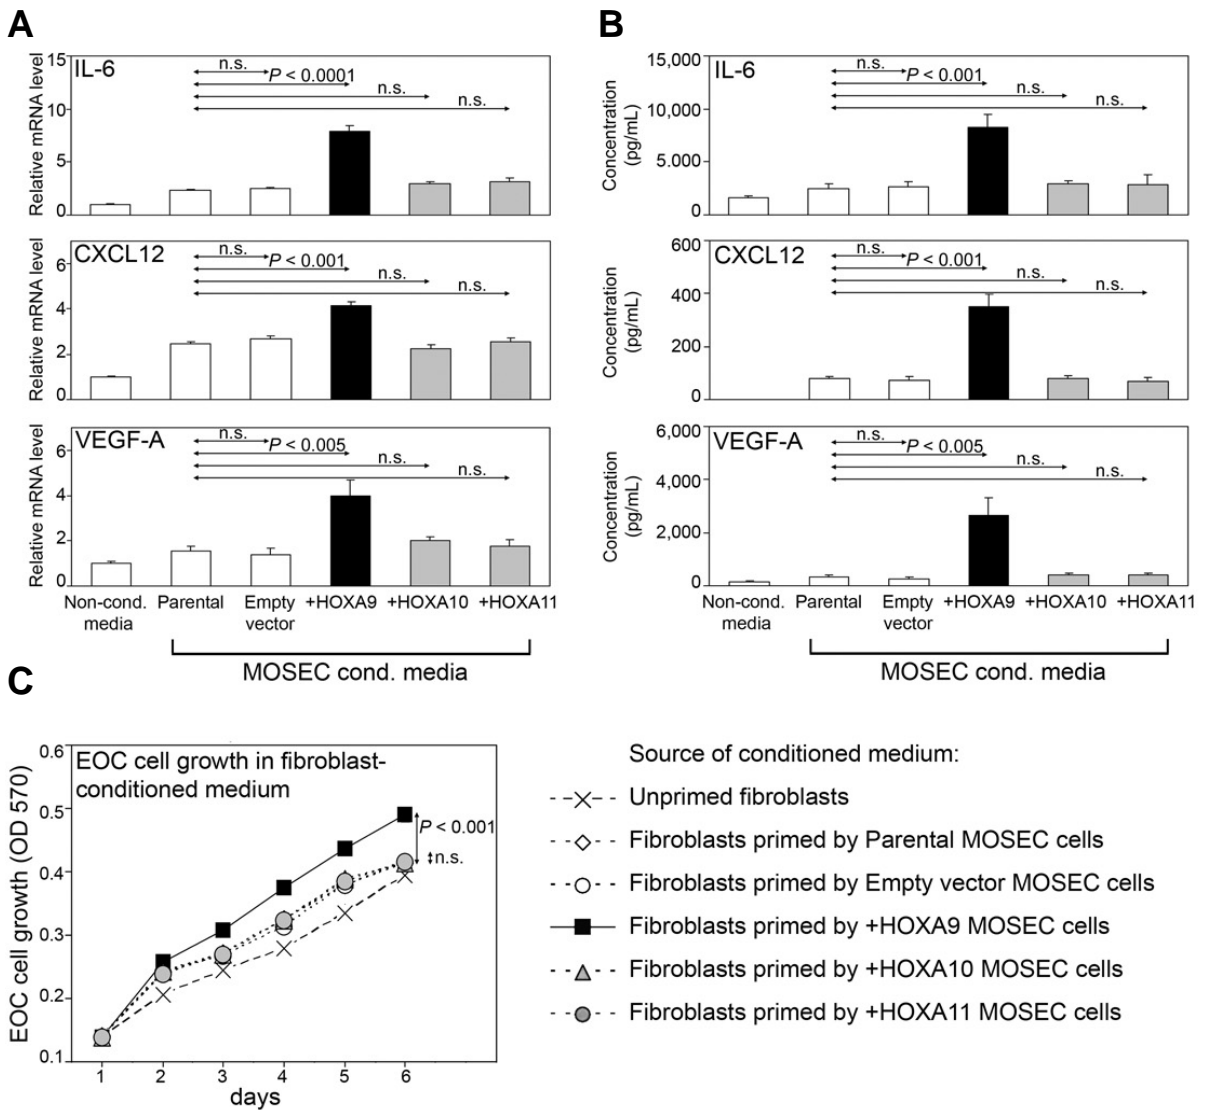 A
IL-6
Relative mRNA level
15
10
5
0
n.s.
P < 0.0001
n.s.
n.s.
CXCL12
Relative mRNA level
6
4
2
0
n.s.
P < 0.001
n.s.
n.s.
VEGF-A
Relative mRNA level
6
4
2
0
n.s.
P < 0.005
n.s.
n.s.
Non-cond. media
Parental
Empty vector
+HOXA9
+HOXA10
+HOXA11
MOSEC cond. media
B
IL-6
Concentration
(pg/mL)
15,000
10,000
5.000
0
n.s.
P < 0.001
n.s.
n.s.
CXCL12
Concentration
(pg/mL)
600
400
200
0
n.s.
P < 0.001
n.s.
n.s.
VEGF-A
Concentration
(pg/mL)
6,000
4,000
2,000
0
n.s.
P < 0.005
n.s.
n.s.
Non-cond. media
Parental
Empty vector
+HOXA9
+HOXA10
+HOXA11
MOSEC cond. media
C
EOC cell growth in fibroblast-
conditioned medium
EOC cell growth (OD 570)
0.6
0.5
0.4
0.3
0.2
0.1
P < 0.001
n.s.
1 2 3 4 5 6
days
Source of conditioned medium:
Unprimed fibroblasts
Fibroblasts primed by Parental MOSEC cells
Fibroblasts primed by Empty vector MOSEC cells
Fibroblasts primed by +HOXA9 MOSEC cells
Fibroblasts primed by +HOXA10 MOSEC cells
Fibroblasts primed by +HOXA11 MOSEC cells